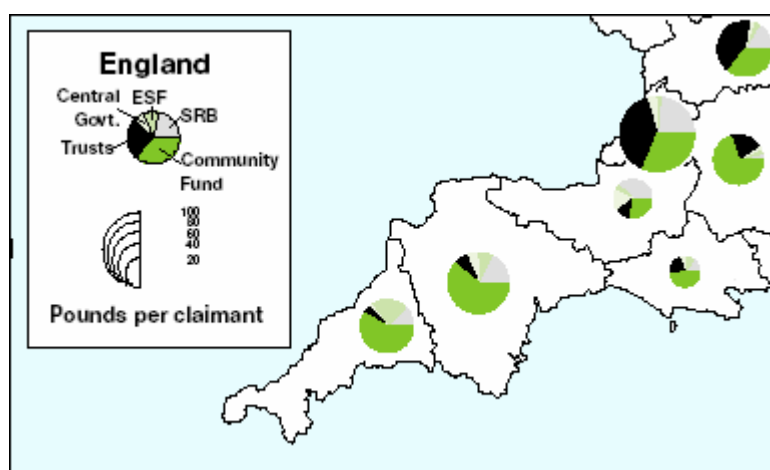 England
Central ESF
Govt. SRB
Trusts Community
Fund
100
80
60
40
20
Pounds per claimant